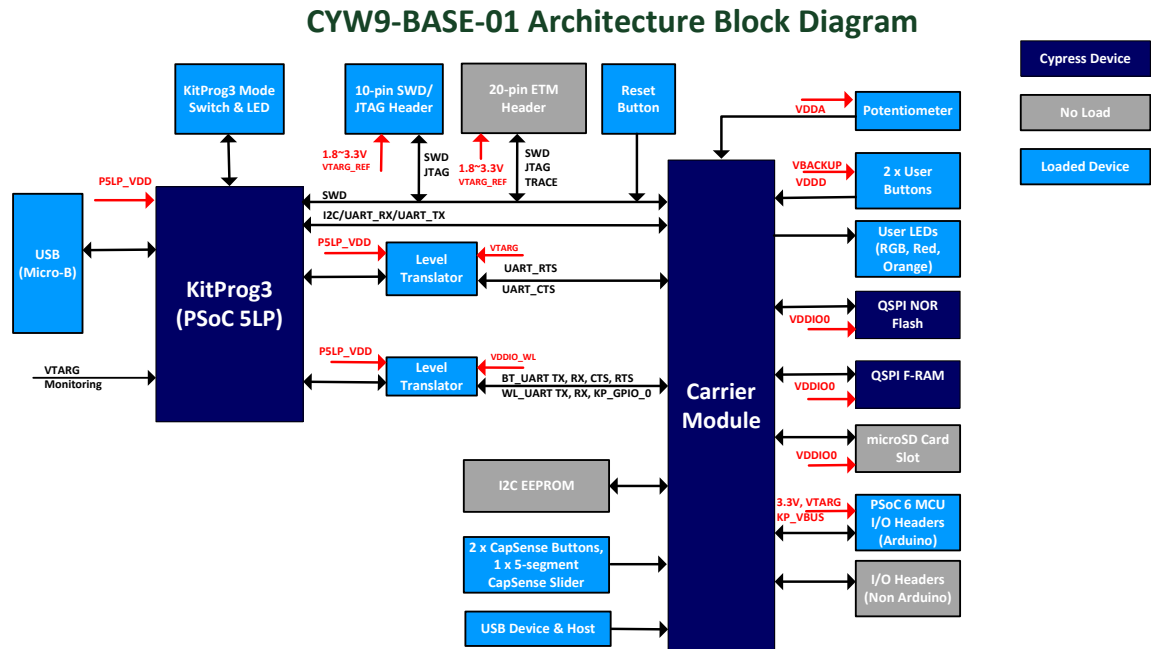 CYW9-BASE-01 Architecture Block Diagram
Cypress Device
No Load
Loaded Device
KitProg3 Mode
Switch & LED
10-pin SWD/
JTAG Header
20-pin ETM
Header
Reset
Button
VDDA
Potentiometer
1.8~3.3V
VTARG_REF
SWD
JTAG
1.8~3.3V
VTARG_REF
SWD
JTAG
TRACE
VBACKUP
VDDD
2 x User
Buttons
P5LP_VDD
SWD
I2C/UART_RX/UART_TX
USB
(Micro-B)
KitProg3
(PSoC 5LP)
P5LP_VDD
Level
Translator
VTARG
UART_RTS
UART_CTS
User LEDs
(RGB, Red,
Orange)
QSPI NOR
Flash
VDDIO0
VTARG
Monitoring
P5LP_VDD
Level
Translator
VDDIO_WL
BT_UART TX, RX, CTS, RTS
WL_UART TX, RX, KP_GPIO_0
Carrier
Module
QSPI F-RAM
VDDIO0
microSD Card
Slot
VDDIO0
I2C EEPROM
3.3V, VTARG
KP_VBUS
PSoC 6 MCU
I/O Headers
(Arduino)
2 x CapSense Buttons,
1 x 5-segment
CapSense Slider
I/O Headers
(Non Arduino)
USB Device & Host